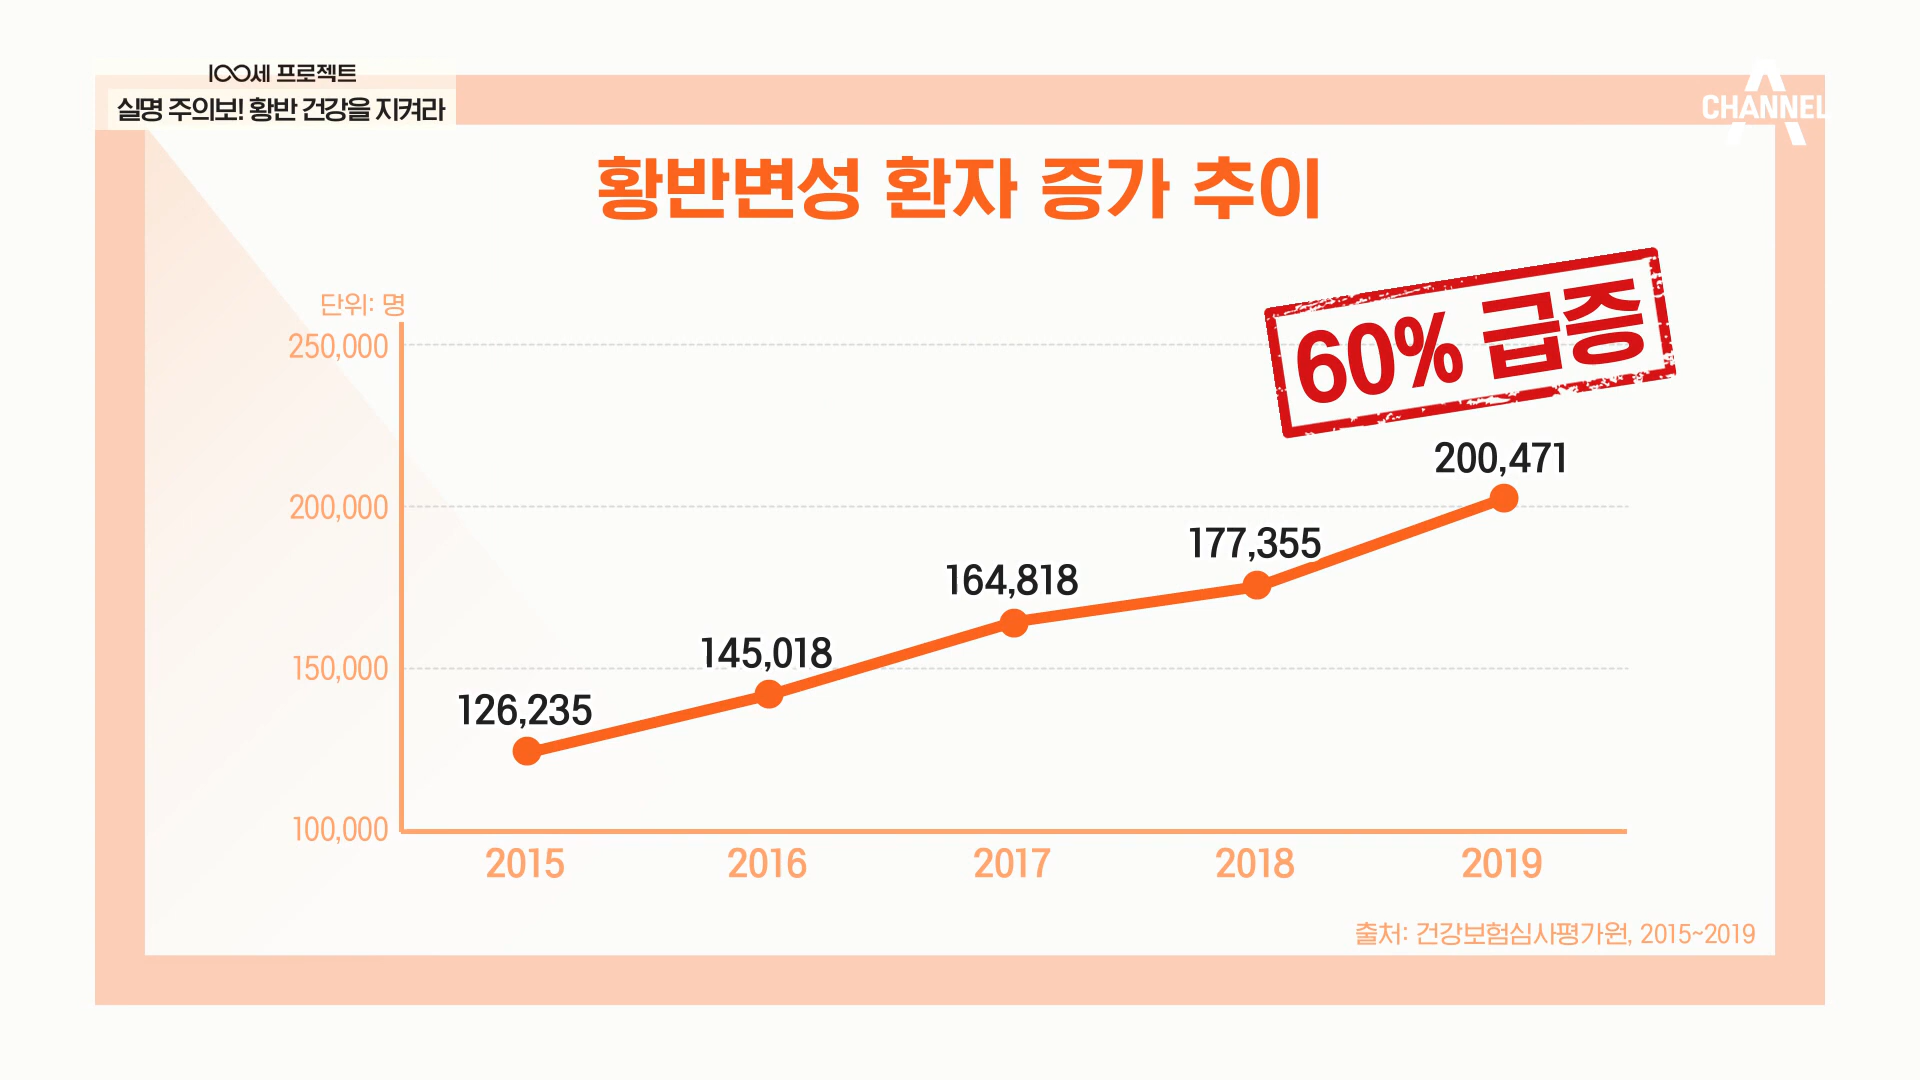 100세 프로젝트
실명 주의보! 황반 건강을 지켜라
CHANNEL A
황반변성 환자 증가 추이
60% 급증
단위: 명
250,000
200,000
150,000
100,000
126,235
145,018
164,818
177,355
200,471
2015
2016
2017
2018
2019
출처: 건강보험심사평가원, 2015~2019